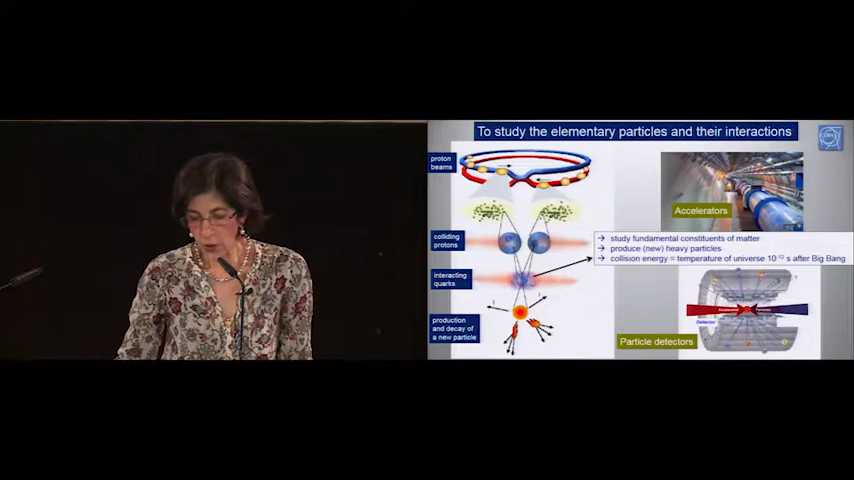 To study the elementary particles and their interactions
CERN
proton
beams
Accelerators
colliding
protons
→ study fundamental constituents of matter
→ produce (new) heavy particles
→ collision energy = temperature of universe 10⁻¹² s after Big Bang
interacting
quarks
production
and decay of
a new particle
Detector
Particle detectors